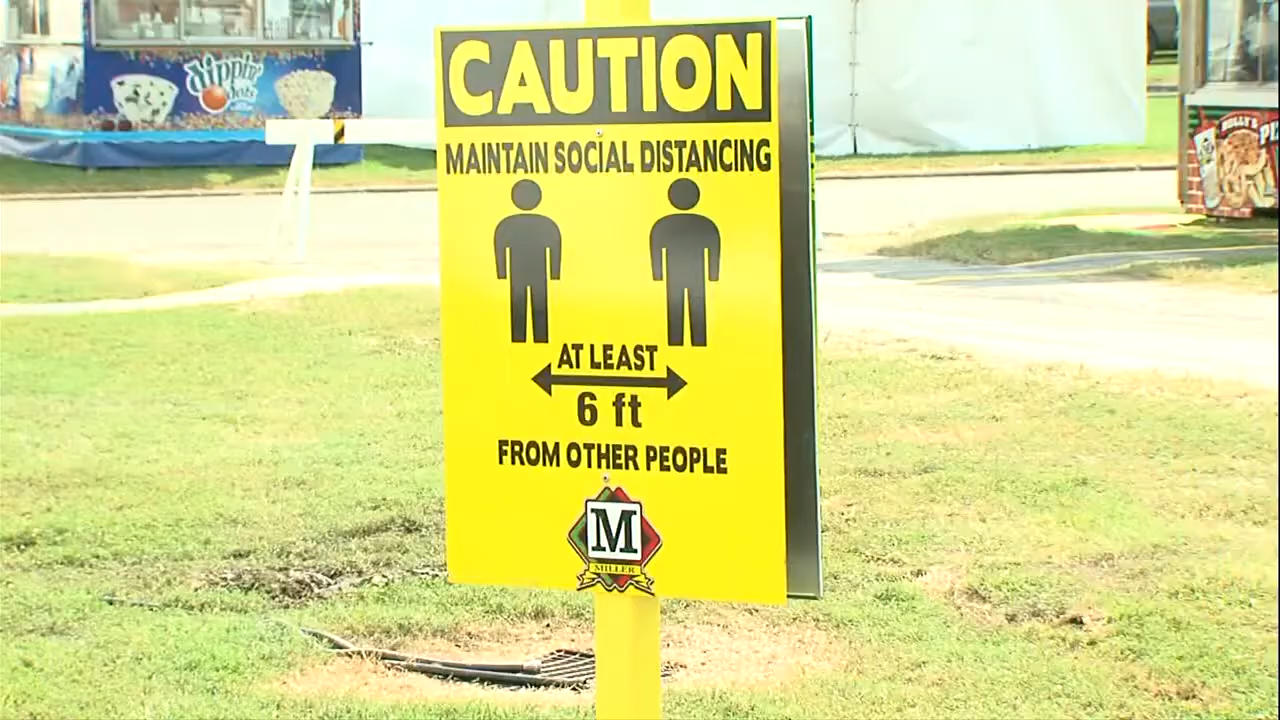 CAUTION
MAINTAIN SOCIAL DISTANCING
AT LEAST
6 ft
FROM OTHER PEOPLE
M
MILLER
dippin'
dots